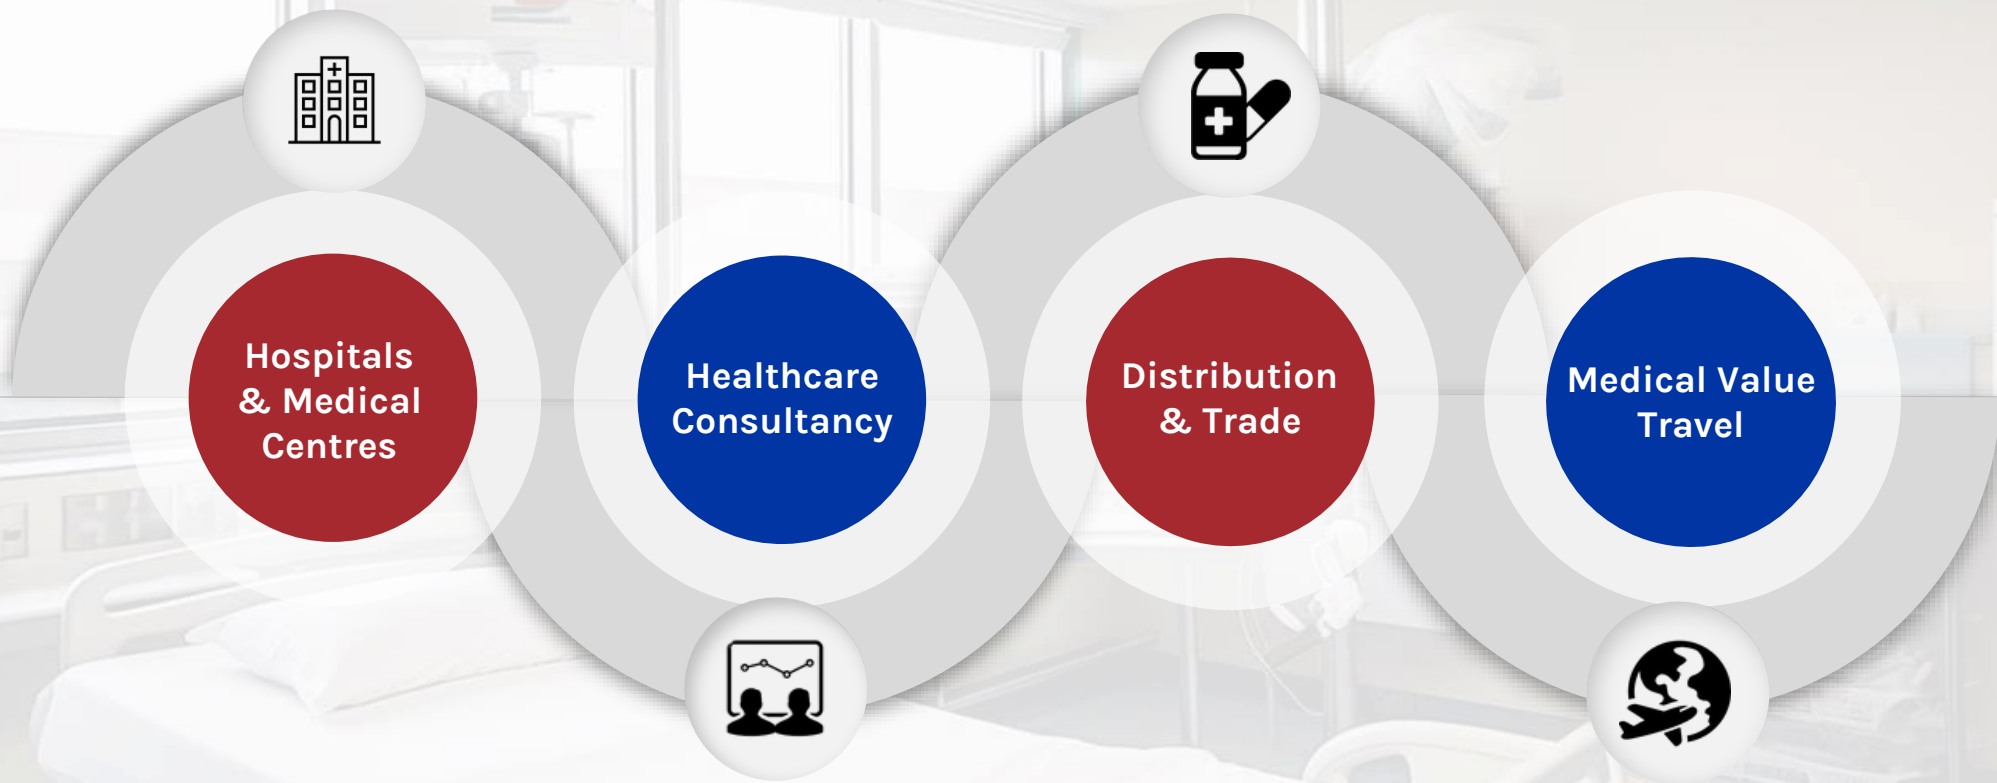 Hospitals
& Medical
Centres
Healthcare
Consultancy
Distribution
& Trade
Medical Value
Travel